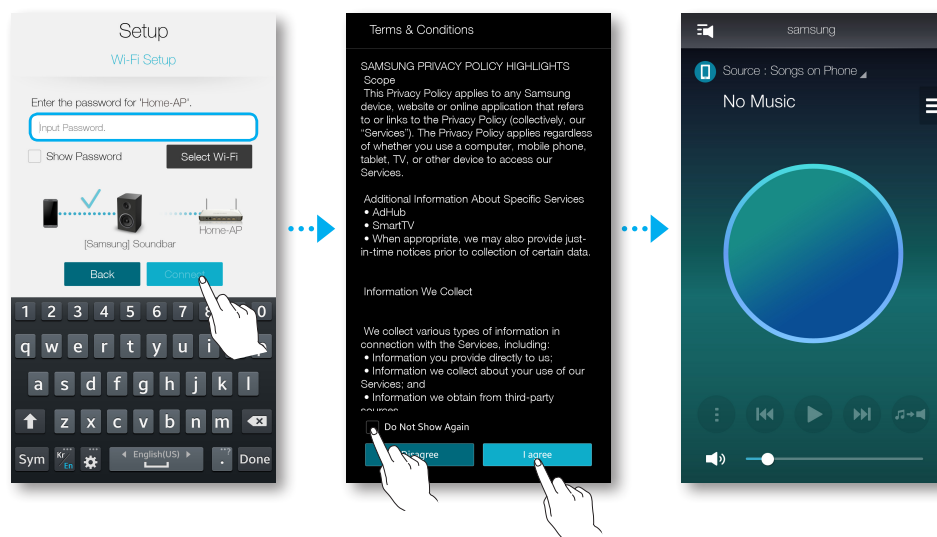 Setup
Wi-Fi Setup
Enter the password for 'Home-AP'.
Input Password.
Show Password
Select Wi-Fi
Home-AP
[Samsung] Soundbar
Back
Connect
1 2 3 4 5 6 7 8 0
q w e r t y u i
a s d f g h j k l
z x c v b n m
Sym Kr En English(US) .?' Done
Terms & Conditions
SAMSUNG PRIVACY POLICY HIGHLIGHTS
Scope
This Privacy Policy applies to any Samsung
device, website or online application that refers
to or links to the Privacy Policy (collectively, our
“Services”). The Privacy Policy applies regardless
of whether you use a computer, mobile phone,
tablet, TV, or other device to access our
Services.
Additional Information About Specific Services
• AdHub
• SmartTV
• When appropriate, we may also provide just-
in-time notices prior to collection of certain data.
Information We Collect
We collect various types of information in
connection with the Services, including:
• Information you provide directly to us;
• Information we collect about your use of our
Services; and
• Information we obtain from third-party
sources
Do Not Show Again
Disagree
I agree
samsung
Source : Songs on Phone
No Music